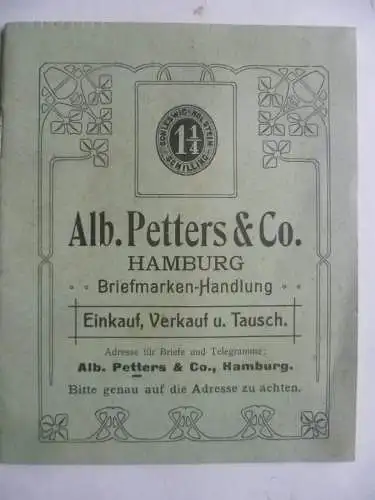 SCHLESWIG-HOLSTEIN
1¼
SCHILLING
Alb. Petters & Co.
HAMBURG
Briefmarken-Handlung
Einkauf, Verkauf u. Tausch.
Adresse für Briefe und Telegramme:
Alb. Petters & Co., Hamburg.
Bitte genau auf die Adresse zu achten.